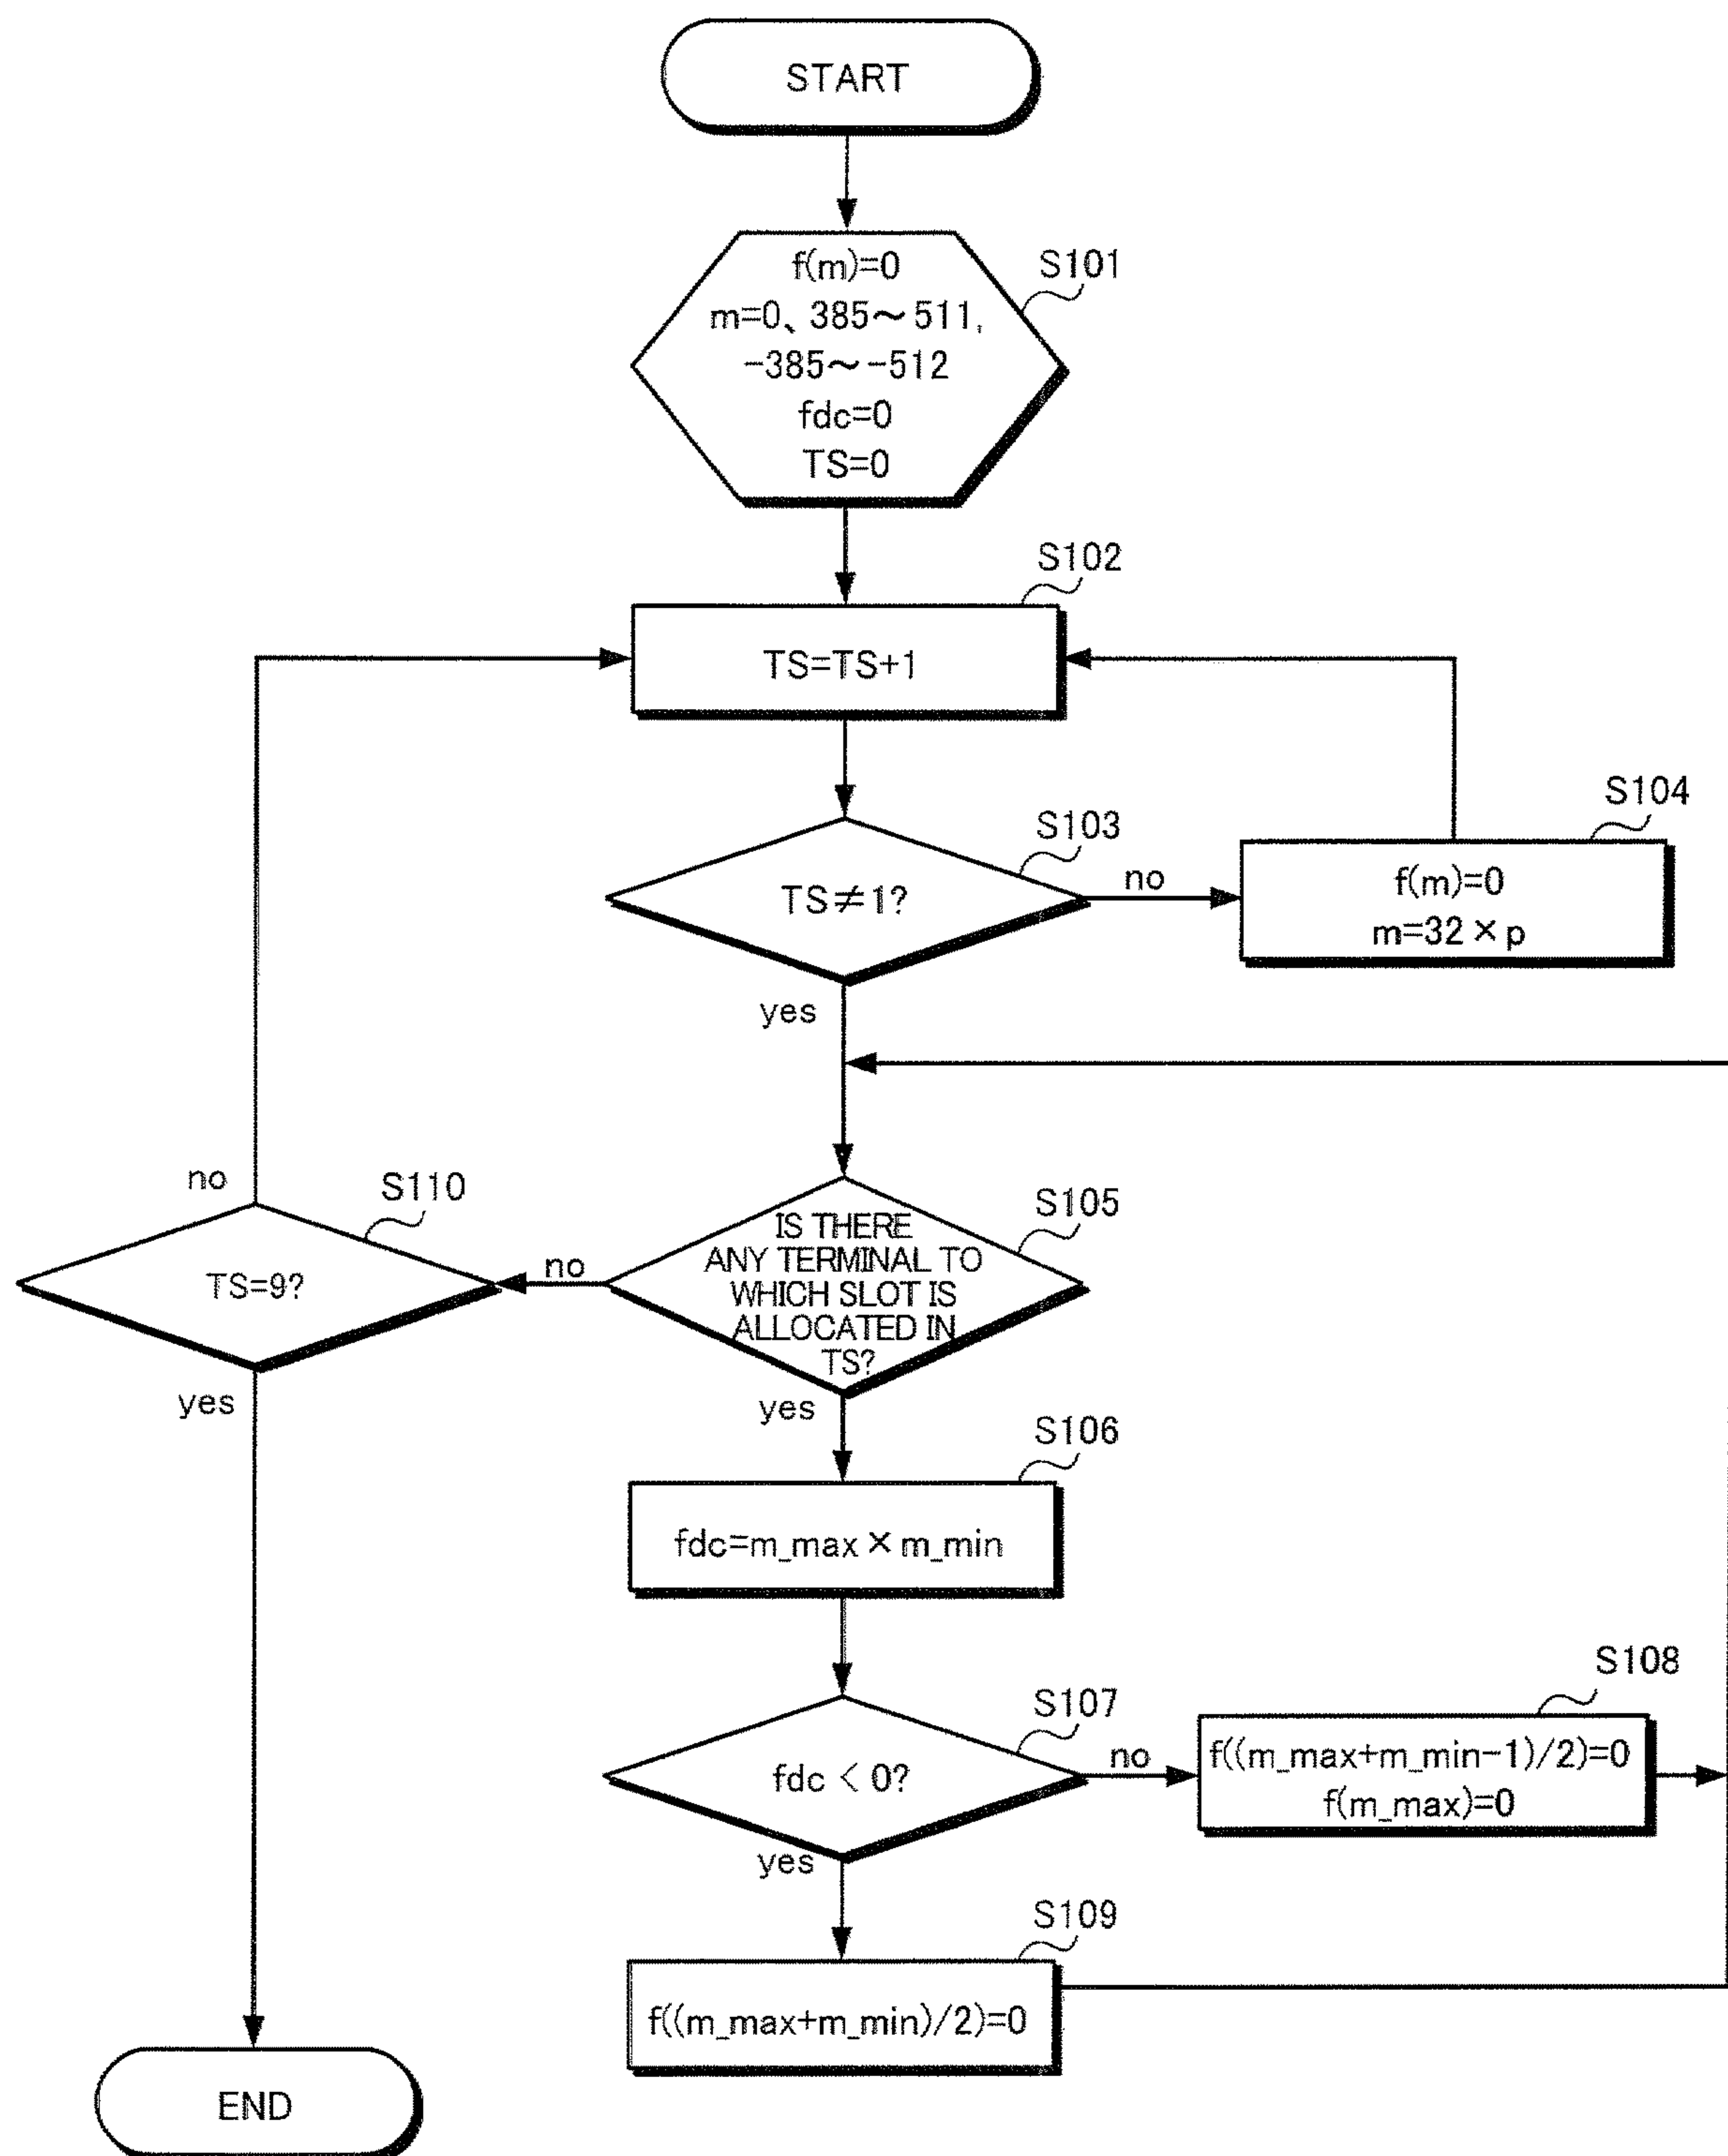 START
f(m)=0
m=0、385～511,
-385～-512
fdc=0
TS=0
S101
S102
TS=TS+1
S103
TS≠1?
no
S104
f(m)=0
m=32×p
yes
S105
IS THERE
ANY TERMINAL TO
WHICH SLOT IS
ALLOCATED IN
TS?
no
S110
TS=9?
no
yes
yes
S106
fdc=m_max×m_min
S107
fdc < 0?
no
S108
f((m_max+m_min-1)/2)=0
f(m_max)=0
yes
S109
f((m_max+m_min)/2)=0
END